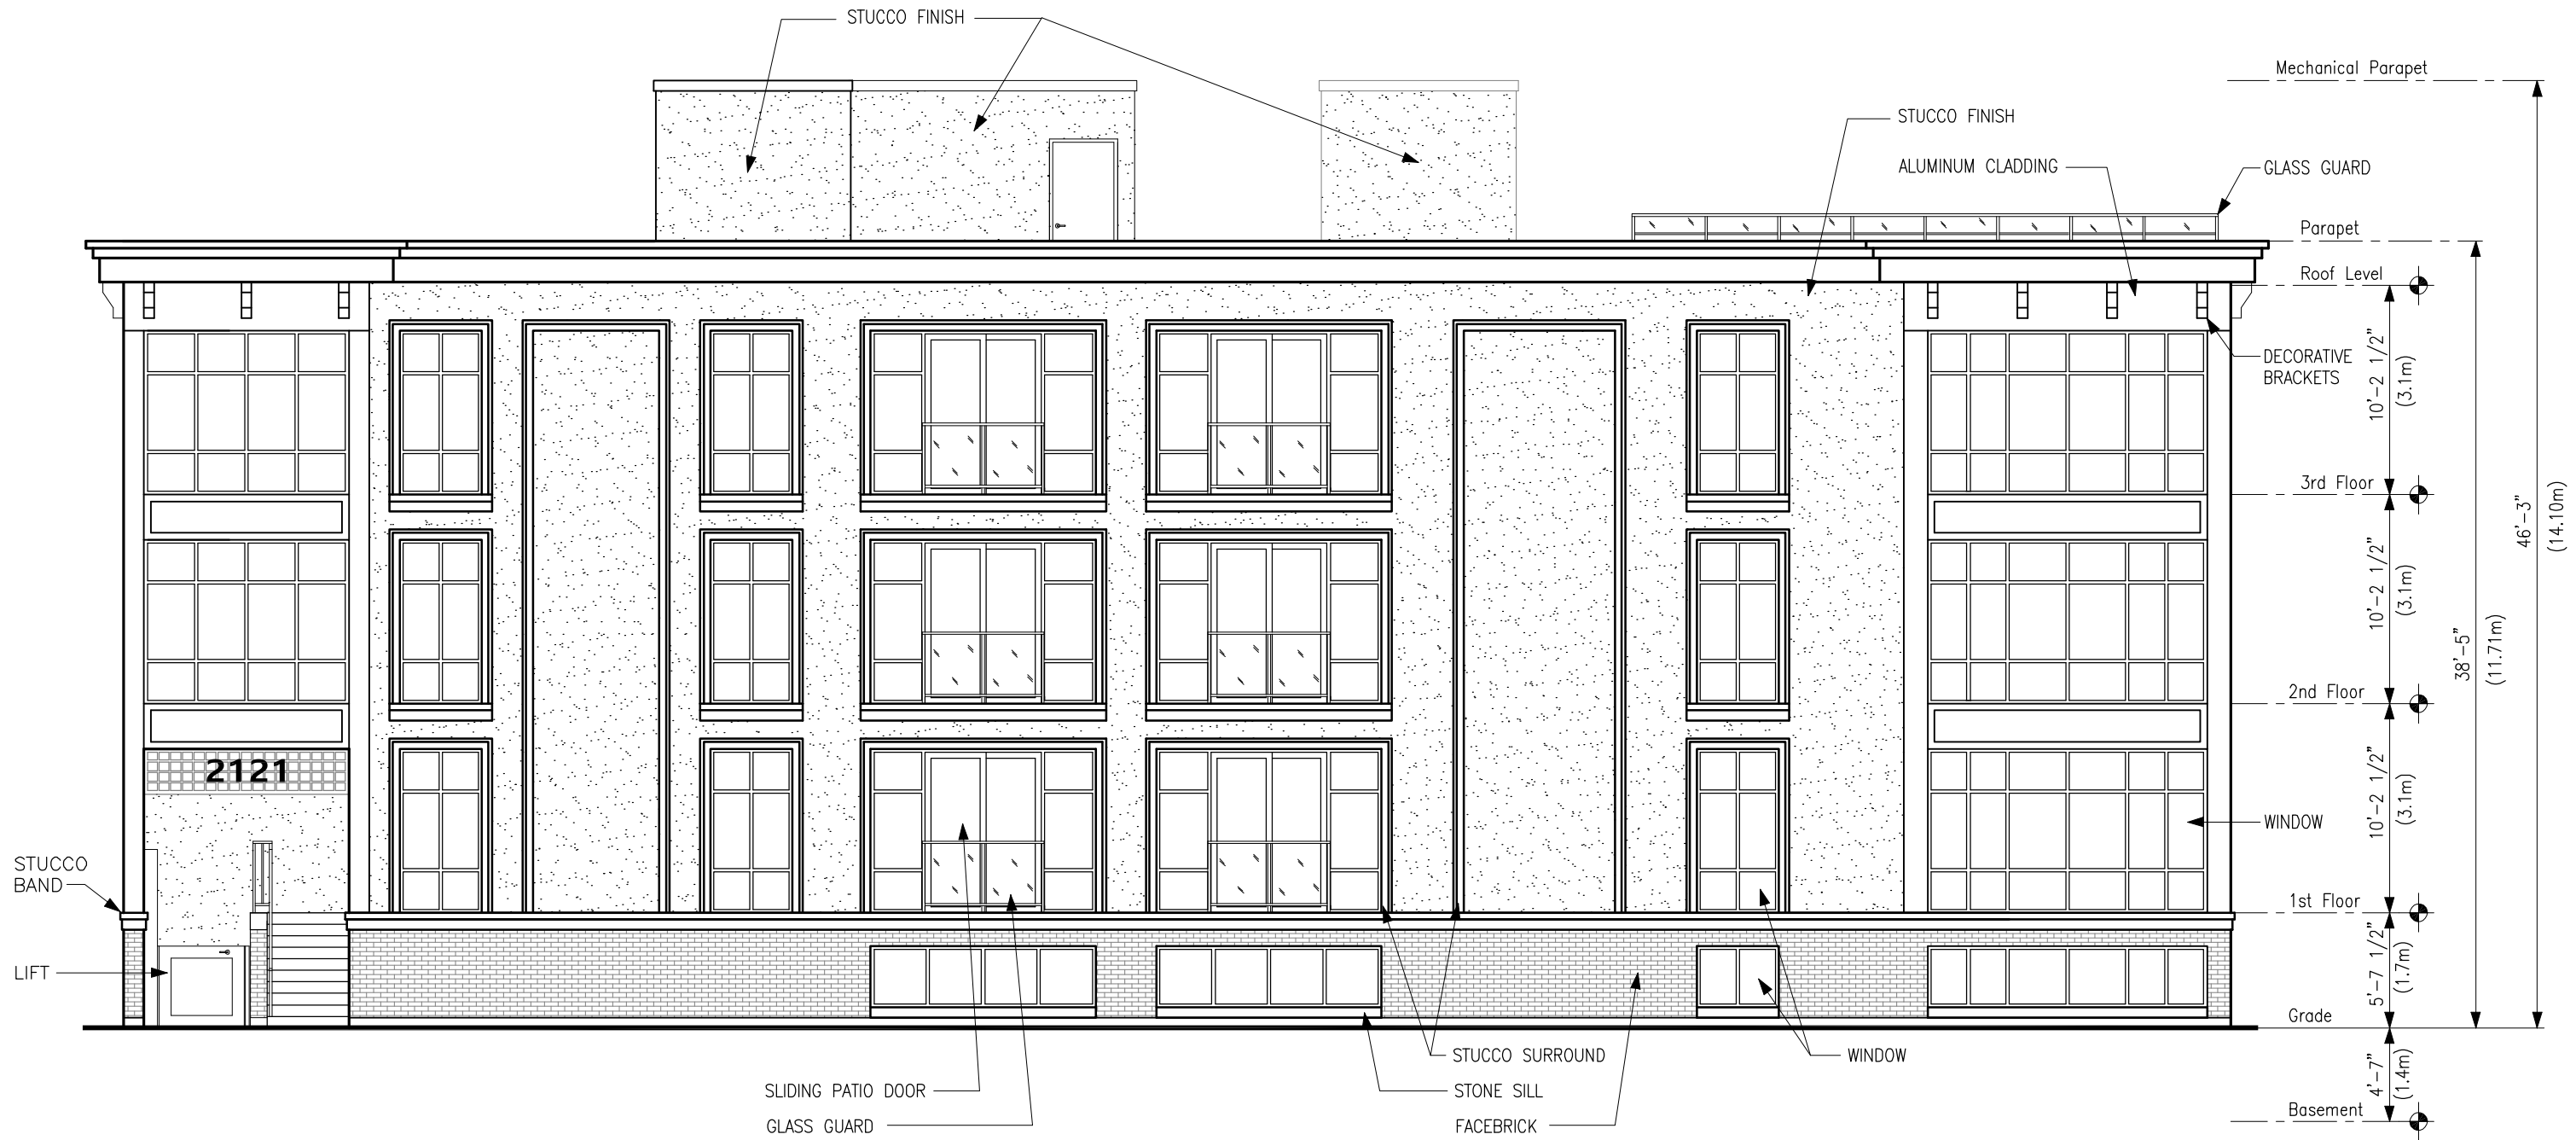 STUCCO FINISH
Mechanical Parapet
STUCCO FINISH
ALUMINUM CLADDING
GLASS GUARD
Parapet
Roof Level
DECORATIVE
BRACKETS
10'-2 1/2"
(3.1m)
3rd Floor
46'-3"
(14.10m)
10'-2 1/2"
(3.1m)
38'-5"
(11.71m)
2nd Floor
2121
10'-2 1/2"
(3.1m)
WINDOW
STUCCO
BAND
1st Floor
LIFT
5'-7 1/2"
(1.7m)
Grade
STUCCO SURROUND
WINDOW
SLIDING PATIO DOOR
STONE SILL
4'-7"
(1.4m)
GLASS GUARD
FACEBRICK
Basement